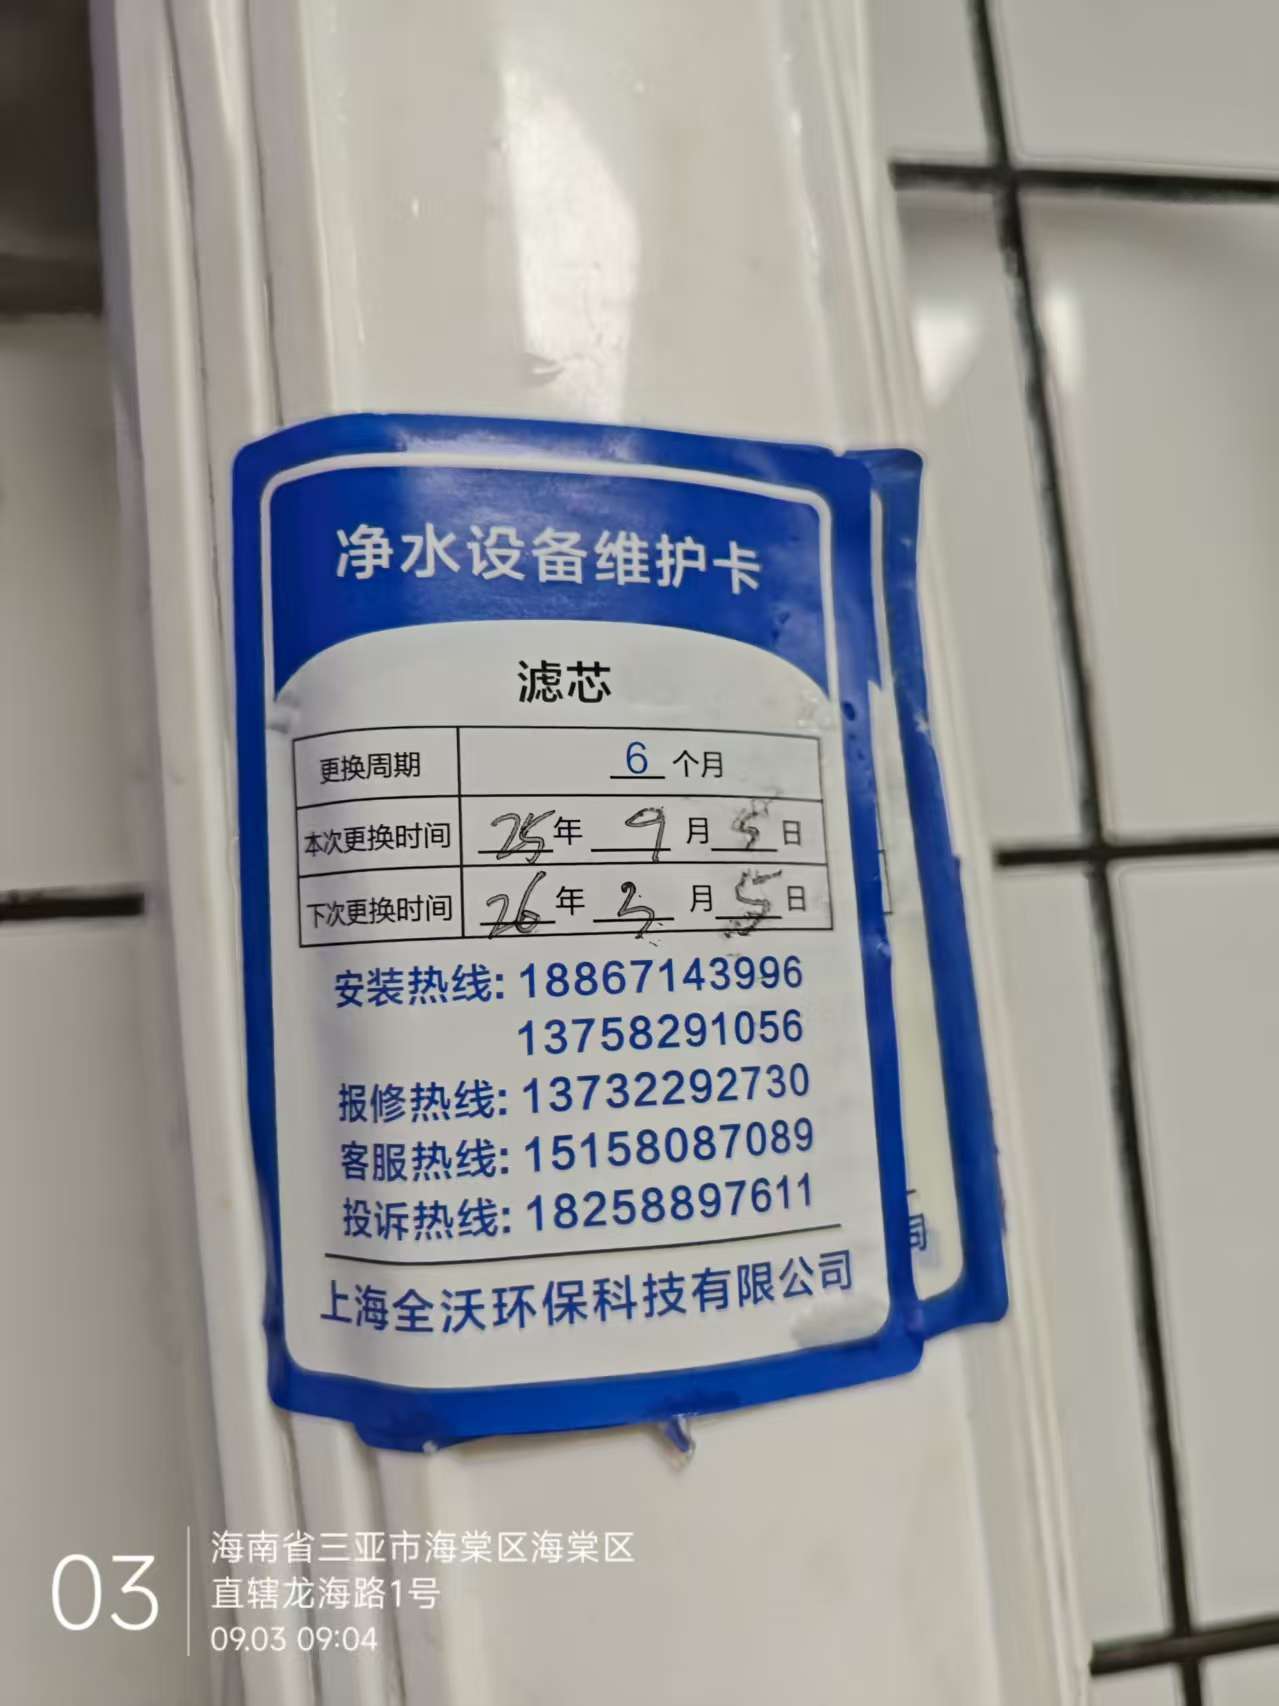 净水设备维护卡
滤芯
更换周期 6 个月
本次更换时间 25年 9月 5日
下次更换时间 26年 3月 5日
安装热线: 18867143996
13758291056
报修热线: 13732292730
客服热线: 15158087089
投诉热线: 18258897611
上海全沃环保科技有限公司
司
03
海南省三亚市海棠区海棠区
直辖龙海路1号
09.03 09:04